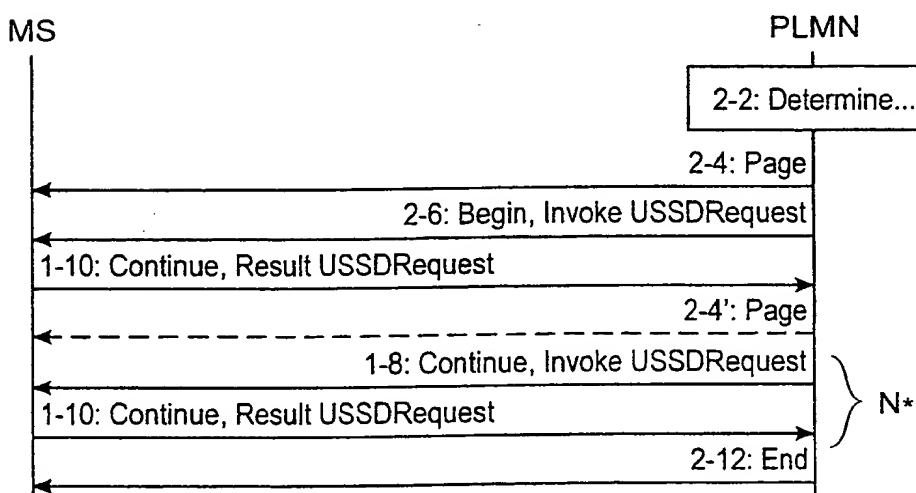 MS
PLMN
2-2: Determine...
2-4: Page
2-6: Begin, Invoke USSDRequest
1-10: Continue, Result USSDRequest
2-4': Page
1-8: Continue, Invoke USSDRequest
1-10: Continue, Result USSDRequest
N*
2-12: End